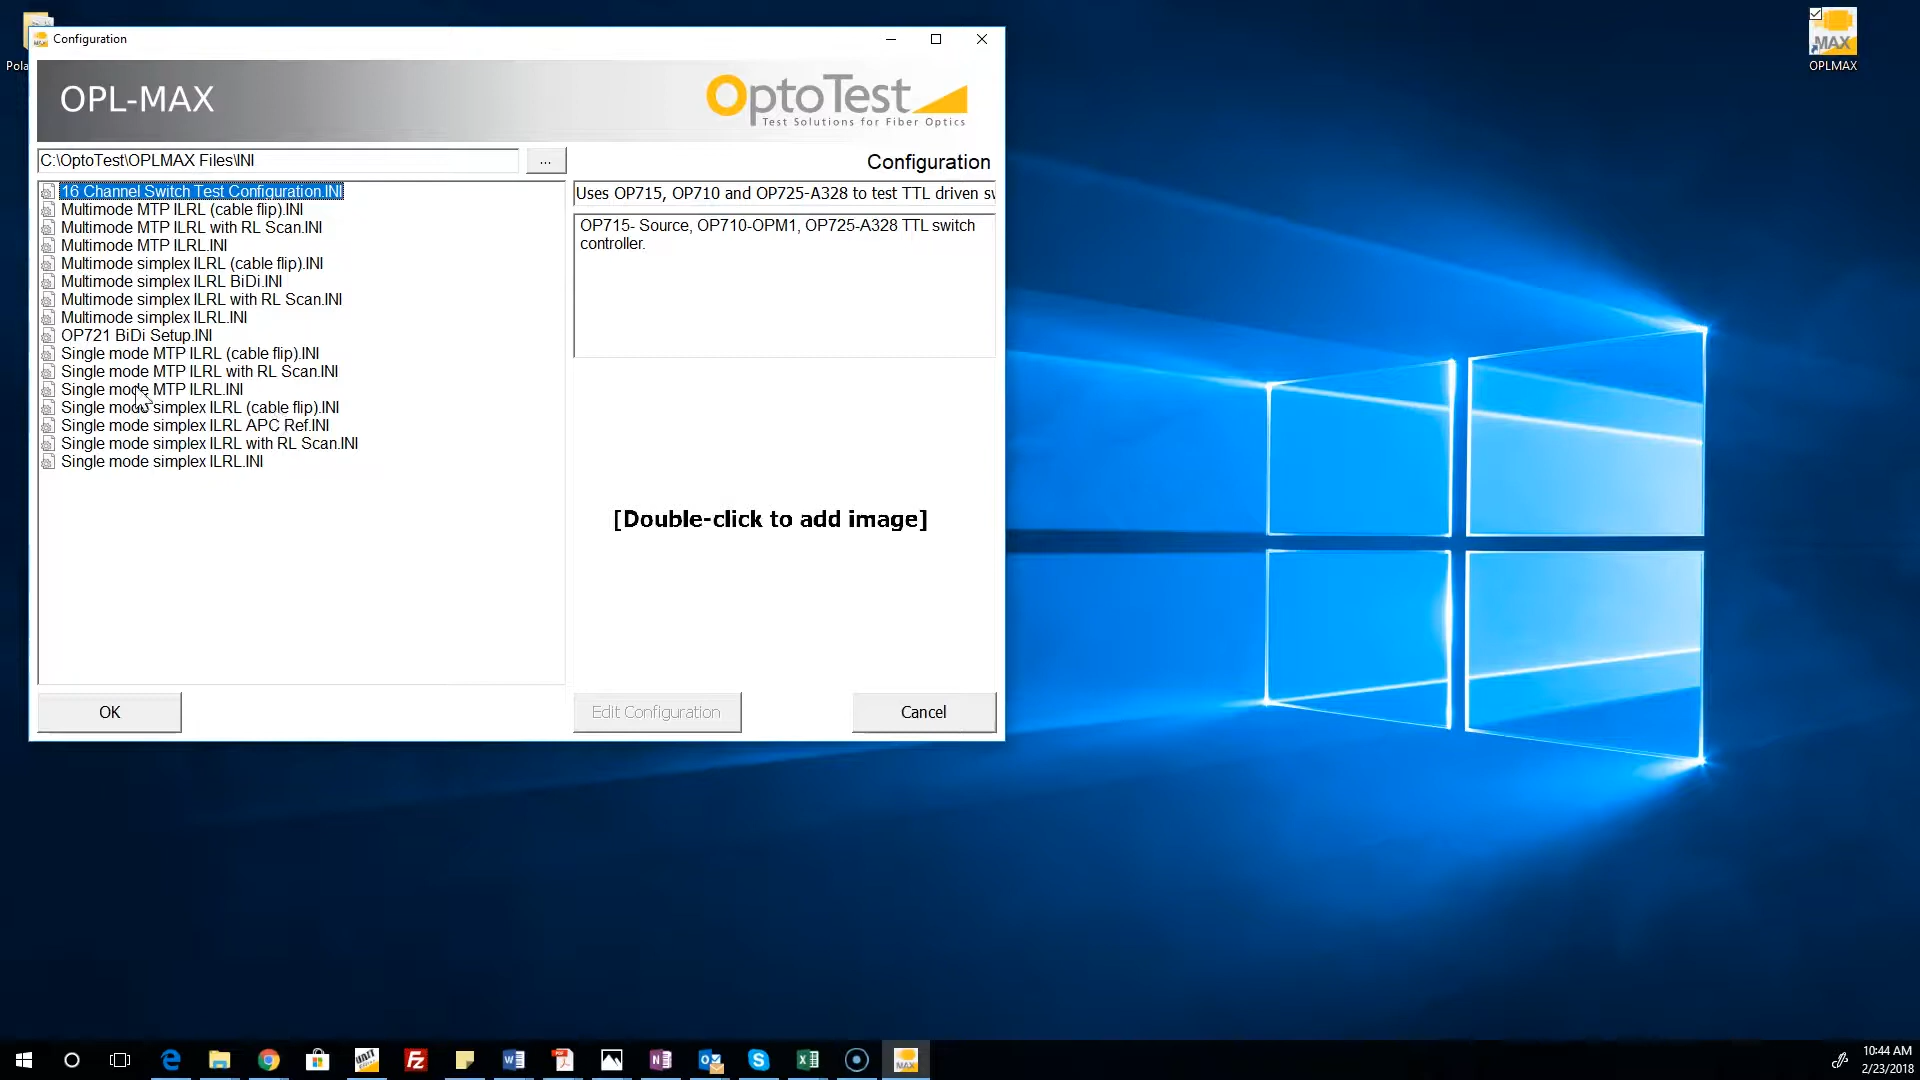 Configuration
OPL-MAX
OptoTest
Test Solutions for Fiber Optics
C:\OptoTest\OPLMAX Files\INI
...
Configuration
16 Channel Switch Test Configuration.INI
Multimode MTP ILRL (cable flip).INI
Multimode MTP ILRL with RL Scan.INI
Multimode MTP ILRL.INI
Multimode simplex ILRL (cable flip).INI
Multimode simplex ILRL BiDi.INI
Multimode simplex ILRL with RL Scan.INI
Multimode simplex ILRL.INI
OP721 BiDi Setup.INI
Single mode MTP ILRL (cable flip).INI
Single mode MTP ILRL with RL Scan.INI
Single mode MTP ILRL.INI
Single mode simplex ILRL (cable flip).INI
Single mode simplex ILRL APC Ref.INI
Single mode simplex ILRL with RL Scan.INI
Single mode simplex ILRL.INI
Uses OP715, OP710 and OP725-A328 to test TTL driven
OP715- Source, OP710-OPM1, OP725-A328 TTL switch
controller.
[Double-click to add image]
OK
Edit Configuration
Cancel
Pola
MAX
OPLMAX
10:44 AM
2/23/2018